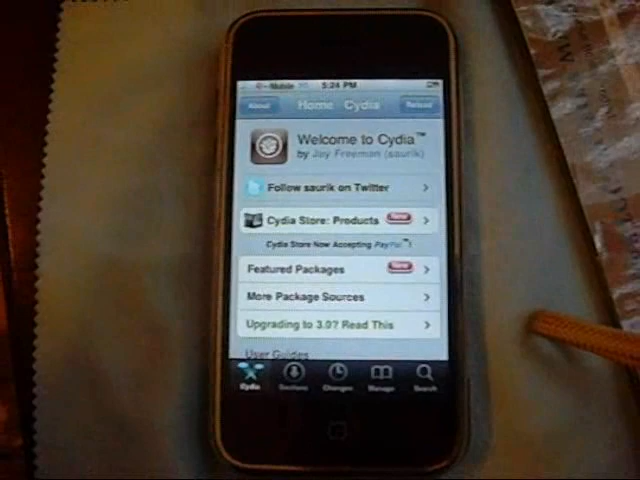 T-Mobile 5:24 PM
About Home Cydia Reload
Welcome to Cydia™
by Jay Freeman (saurik)
Follow saurik on Twitter
Cydia Store: Products New
Cydia Store Now Accepting PayPal™!
Featured Packages New
More Package Sources
Upgrading to 3.0? Read This
User Guides
Cydia Sections Changes Manage Search